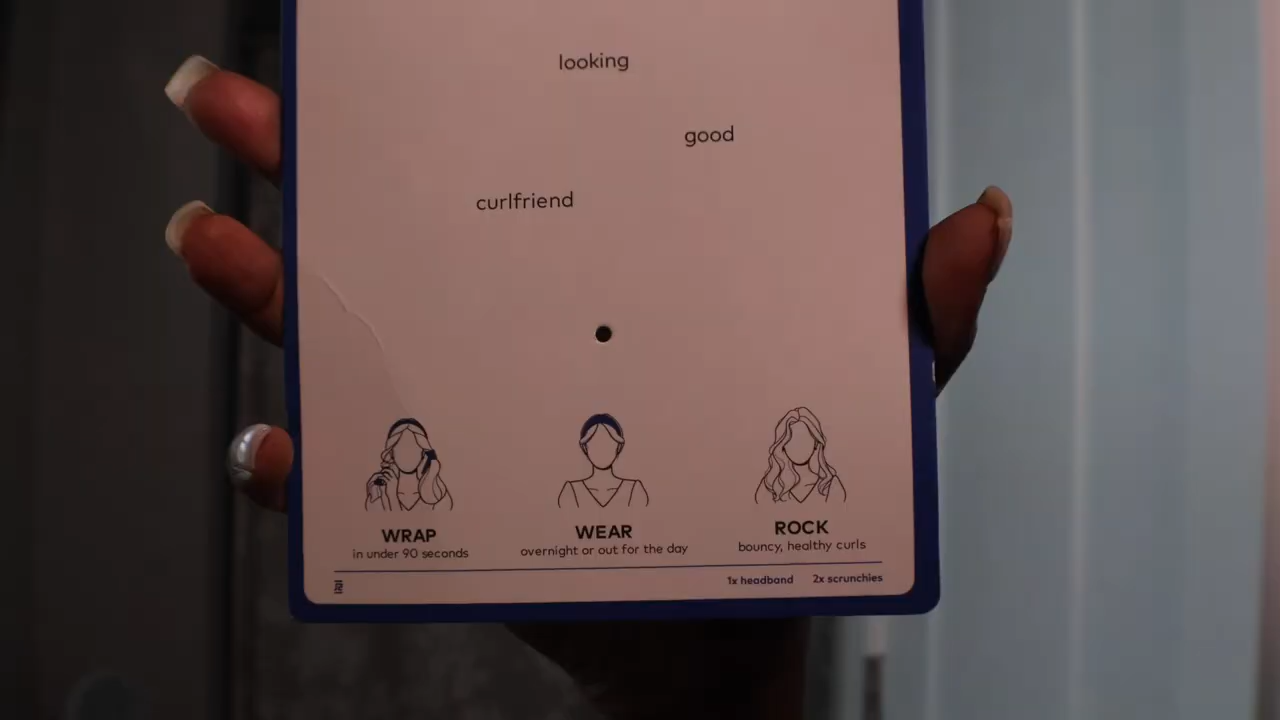 looking
good
curlfriend
WRAP
in under 90 seconds
WEAR
overnight or out for the day
ROCK
bouncy, healthy curls
1x headband 2x scrunchies